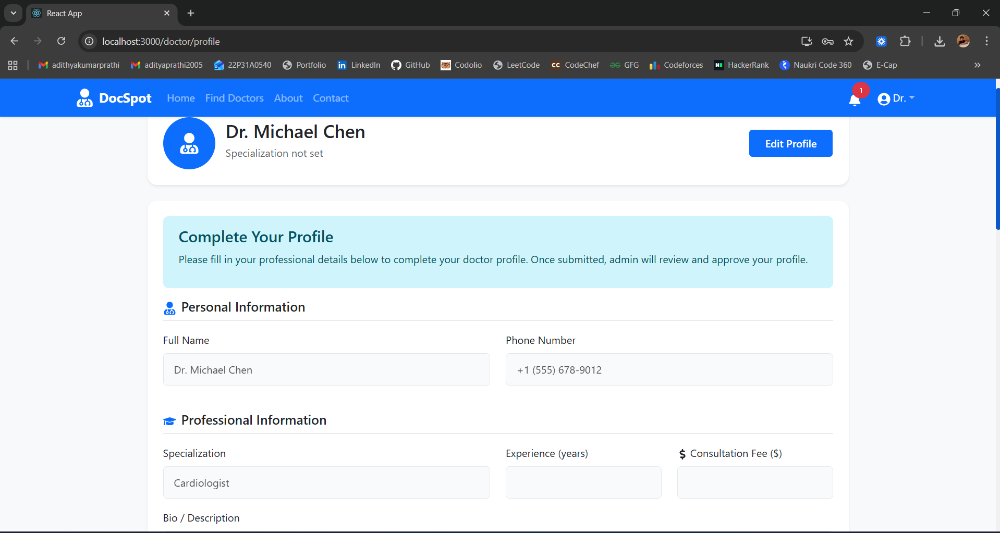 React App
localhost:3000/doctor/profile
adithyakumarprathi adityaprathi2005 22P31A0540 Portfolio LinkedIn GitHub Codolio LeetCode CodeChef GFG Codeforces HackerRank Naukri Code 360 E-Cap
DocSpot Home Find Doctors About Contact 1 Dr.
Dr. Michael Chen
Specialization not set
Edit Profile
Complete Your Profile
Please fill in your professional details below to complete your doctor profile. Once submitted, admin will review and approve your profile.
Personal Information
Full Name Phone Number
Dr. Michael Chen +1 (555) 678-9012
Professional Information
Specialization Experience (years) $ Consultation Fee ($)
Cardiologist
Bio / Description